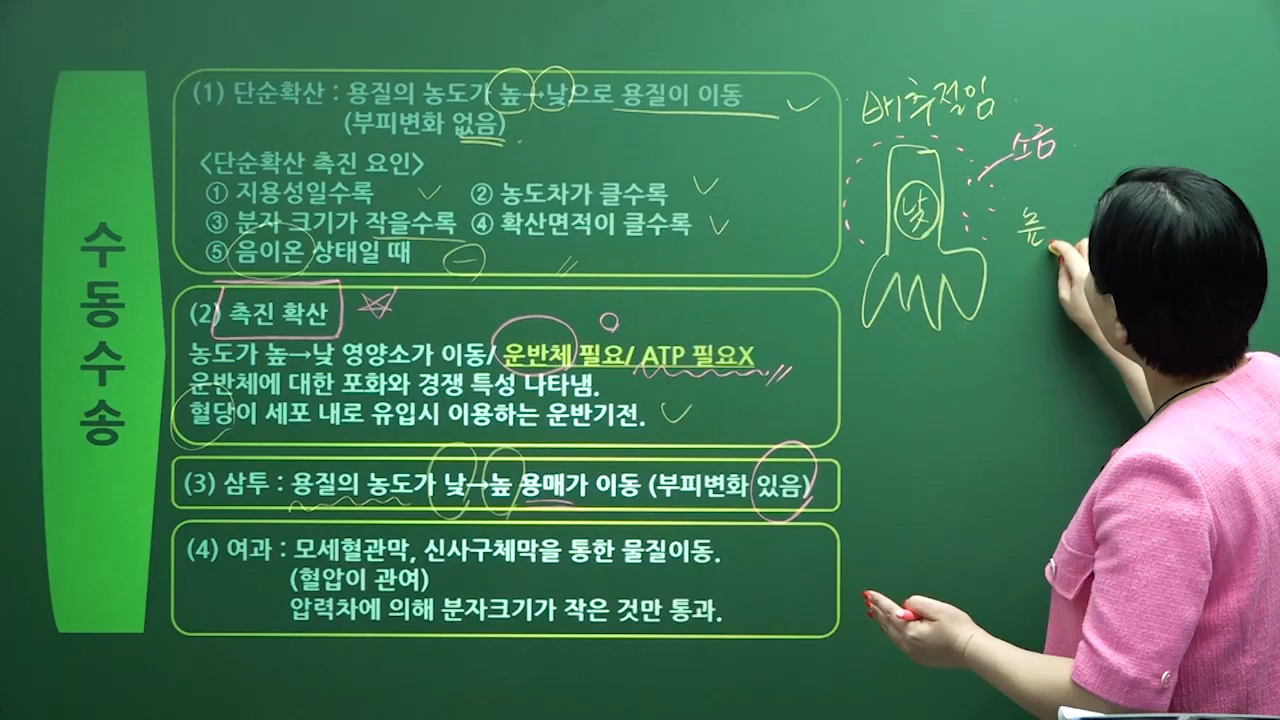 수동수송
(1) 단순확산 : 용질의 농도가 높→낮으로 용질이 이동
(부피변화 없음)
<단순확산 촉진 요인>
① 지용성일수록 ② 농도차가 클수록
③ 분자 크기가 작을수록 ④ 확산면적이 클수록
⑤ 음이온 상태일 때
(2) 촉진 확산
농도가 높→낮 영양소가 이동/ 운반체 필요/ ATP 필요X
운반체에 대한 포화와 경쟁 특성 나타냄.
혈당이 세포 내로 유입시 이용하는 운반기전.
(3) 삼투 : 용질의 농도가 낮→높 용매가 이동 (부피변화 있음)
(4) 여과 : 모세혈관막, 신사구체막을 통한 물질이동.
(혈압이 관여)
압력차에 의해 분자크기가 작은 것만 통과.
배추절임
소금
낮
높